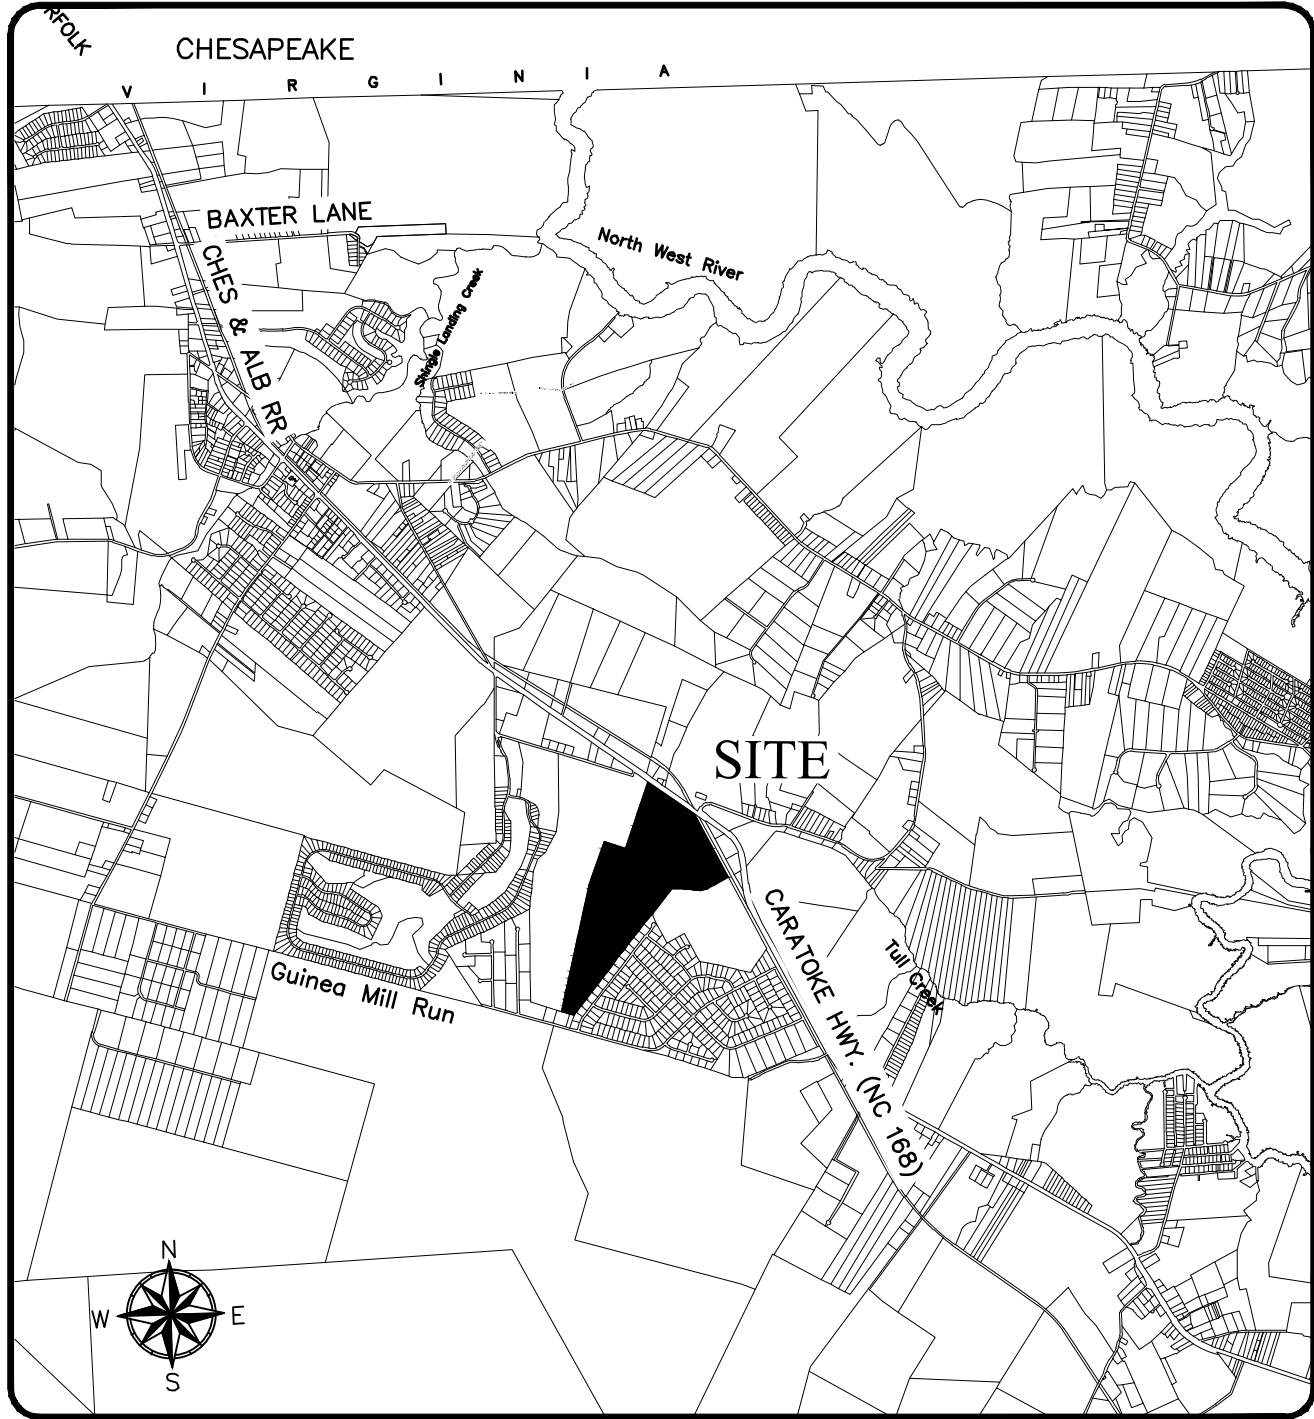 RFOLK
CHESAPEAKE
V I R G I N I A
BAXTER LANE
North West River
CHES & ALB RR
Shingle Landing Creek
SITE
CARATOKE HWY. (NC 168)
Tull Creek
Guinea Mill Run
N
W E
S